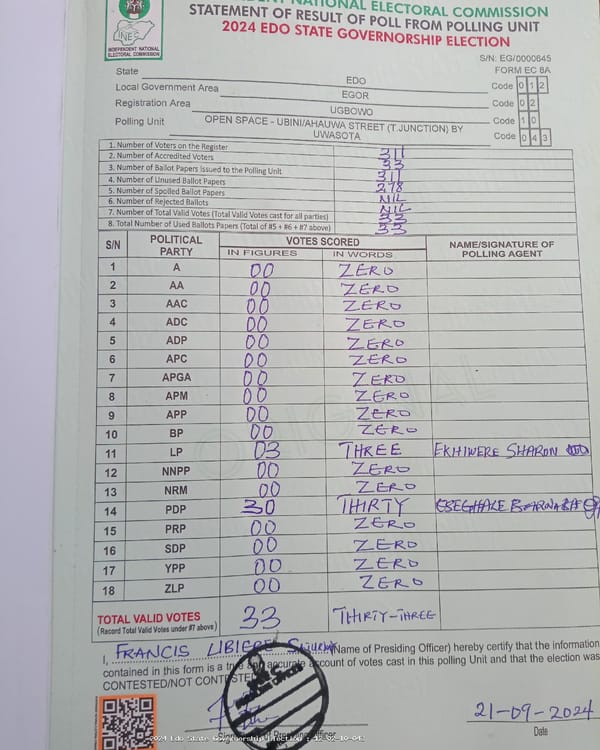 INDEPENDENT NATIONAL ELECTORAL COMMISSION
STATEMENT OF RESULT OF POLL FROM POLLING UNIT
2024 EDO STATE GOVERNORSHIP ELECTION
INEC
INDEPENDENT NATIONAL
ELECTORAL COMMISSION
S/N: EG/0000845
FORM EC 8A
State EDO Code 0 1 2
Local Government Area EGOR Code 0 2
Registration Area UGBOWO Code 1 0
Polling Unit OPEN SPACE - UBINI/AHAUWA STREET (T.JUNCTION) BY UWASOTA Code 0 4 3
1. Number of Voters on the Register 311
2. Number of Accredited Voters 33
3. Number of Ballot Papers Issued to the Polling Unit 311
4. Number of Unused Ballot Papers 278
5. Number of Spoiled Ballot Papers NIL
6. Number of Rejected Ballots NIL
7. Number of Total Valid Votes (Total Valid Votes cast for all parties) 33
8. Total Number of Used Ballots Papers (Total of #5 + #6 + #7 above) 33
S/N POLITICAL PARTY VOTES SCORED NAME/SIGNATURE OF POLLING AGENT
IN FIGURES IN WORDS
1 A 00 ZERO
2 AA 00 ZERO
3 AAC 00 ZERO
4 ADC 00 ZERO
5 ADP 00 ZERO
6 APC 00 ZERO
7 APGA 00 ZERO
8 APM 00 ZERO
9 APP 00 ZERO
10 BP 00 ZERO
11 LP 03 THREE EKHIWERE SHARON
12 NNPP 00 ZERO
13 NRM 00 ZERO
14 PDP 30 THIRTY
15 PRP 00 ZERO
16 SDP 00 ZERO
17 YPP 00 ZERO
18 ZLP 00 ZERO
TOTAL VALID VOTES 33 THIRTY-THREE
(Record Total Valid Votes under #7 above)
I, FRANCIS (Name of Presiding Officer) hereby certify that the information
contained in this form is a true and accurate account of votes cast in this polling Unit and that the election was
CONTESTED/NOT CONTESTED
21-09-2024
Date
2024 Edo State Governorship Election : 12-02-10-043